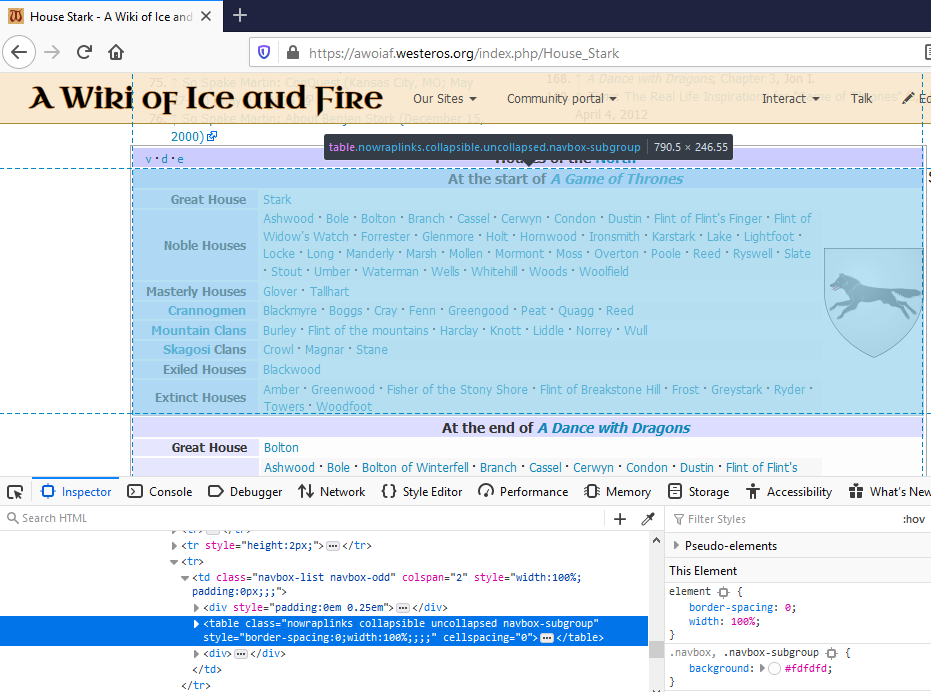 House Stark - A Wiki of Ice and
https://awoiaf.westeros.org/index.php/House_Stark
75. ↑ So Spake Martin: ConQuest (Kansas City, MO; May
168. ↑ A Dance with Dragons, Chapter 3, Jon I.
A Wiki of Ice and Fire
Our Sites
Community portal
Interact
Talk
Ed
The Real Life Inspirations
April 4, 2012
76. ↑ So Spake Martin: About Benjen Stark (December 15,
2000)
table.nowraplinks.collapsible.uncollapsed.navbox-subgroup | 790.5 × 246.55
v · d · e
Houses of the North
At the start of A Game of Thrones
Great House Stark
Noble Houses
Ashwood · Bole · Bolton · Branch · Cassel · Cerwyn · Condon · Dustin · Flint of Flint's Finger · Flint of
Widow's Watch · Forrester · Glenmore · Holt · Hornwood · Ironsmith · Karstark · Lake · Lightfoot ·
Locke · Long · Manderly · Marsh · Mollen · Mormont · Moss · Overton · Poole · Reed · Ryswell · Slate
· Stout · Umber · Waterman · Wells · Whitehill · Woods · Woolfield
Masterly Houses Glover · Tallhart
Crannogmen Blackmyre · Boggs · Cray · Fenn · Greengood · Peat · Quagg · Reed
Mountain Clans Burley · Flint of the mountains · Harclay · Knott · Liddle · Norrey · Wull
Skagosi Clans Crowl · Magnar · Stane
Exiled Houses Blackwood
Extinct Houses
Amber · Greenwood · Fisher of the Stony Shore · Flint of Breakstone Hill · Frost · Greystark · Ryder ·
Towers · Woodfoot
At the end of A Dance with Dragons
Great House Bolton
Ashwood · Bole · Bolton of Winterfell · Branch · Cassel · Cerwyn · Condon · Dustin · Flint of Flint's
Inspector Console Debugger Network Style Editor Performance Memory Storage Accessibility What's New
Search HTML
Filter Styles
:hov
<tr style="height:2px;"> </tr>
<tr>
<td class="navbox-list navbox-odd" colspan="2" style="width:100%;
padding:0px;;;">
<div style="padding:0em 0.25em"> </div>
<table class="nowraplinks collapsible uncollapsed navbox-subgroup"
style="border-spacing:0;width:100%;;;;" cellspacing="0"> </table>
<div> </div>
</td>
</tr>
Pseudo-elements
This Element
element {
border-spacing: 0;
width: 100%;
}
.navbox, .navbox-subgroup {
background: #fdfdfd;
}